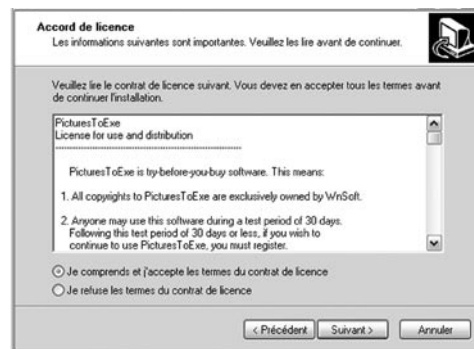 Accord de licence
Les informations suivantes sont importantes. Veuillez les lire avant de continuer.
Veuillez lire le contrat de licence suivant. Vous devez en accepter tous les termes avant
de continuer l'installation.
PicturesToExe
License for use and distribution
------------------------------------------------
PicturesToExe is try-before-you-buy software. This means:
1. All copyrights to PicturesToExe are exclusively owned by WnSoft.
2. Anyone may use this software during a test period of 30 days.
Following this test period of 30 days or less, if you wish to
continue to use PicturesToExe, you must register.
Je comprends et j'accepte les termes du contrat de licence
Je refuse les termes du contrat de licence
< Précédent Suivant > Annuler